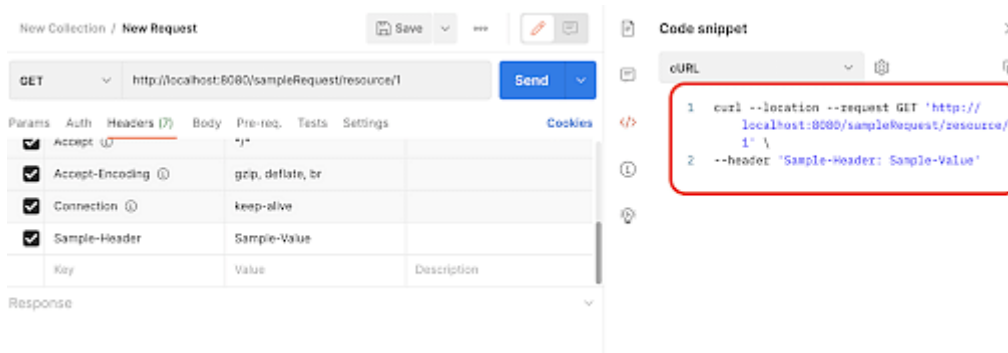 New Collection / New Request
Save
GET
http://localhost:8080/sampleRequest/resource/1
Send
Params Auth Headers (7) Body Pre-req. Tests Settings Cookies
Accept */*
Accept-Encoding gzip, deflate, br
Connection keep-alive
Sample-Header Sample-Value
Key Value Description
Response
Code snippet
cURL
1 curl --location --request GET 'http://
localhost:8080/sampleRequest/resource/
1' \
2 --header 'Sample-Header: Sample-Value'